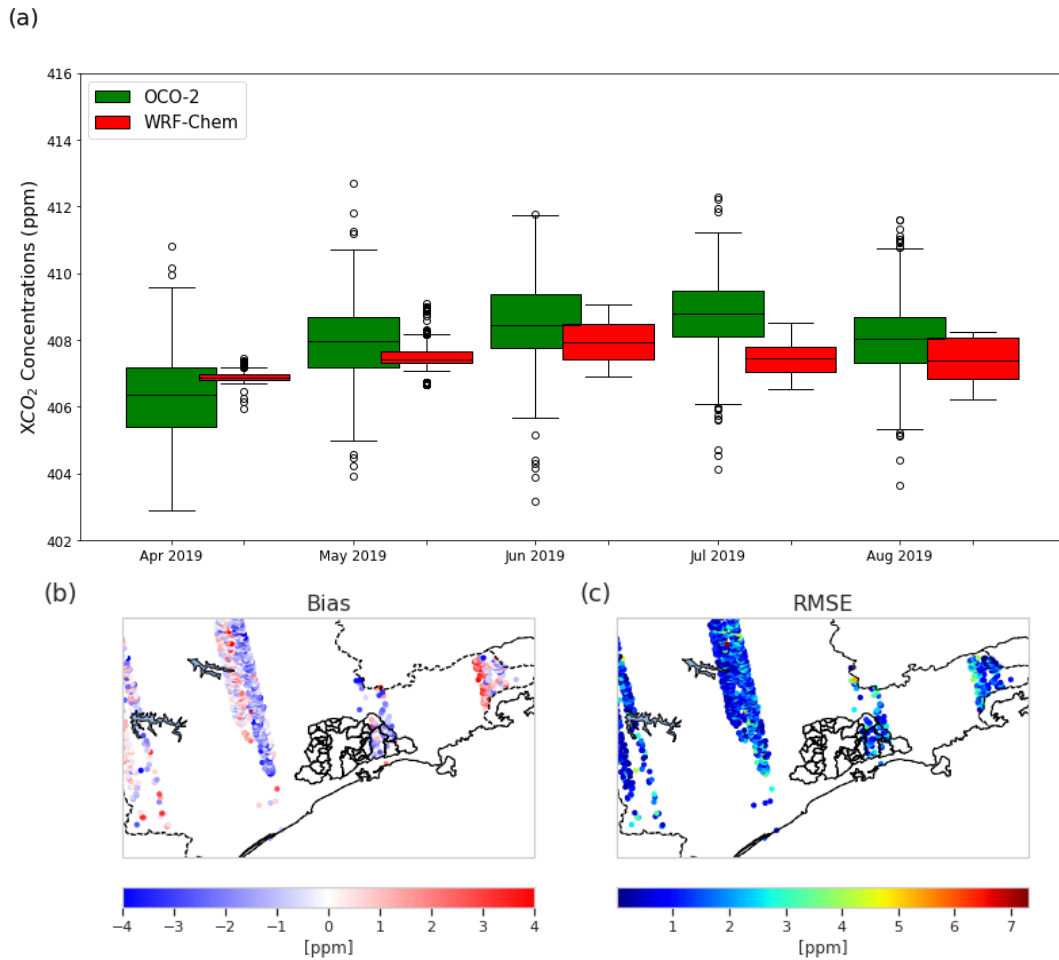 (a)
416
414
412
410
408
406
404
402
XCO₂ Concentrations (ppm)
OCO-2
WRF-Chem
Apr 2019
May 2019
Jun 2019
Jul 2019
Aug 2019
(b)
Bias
−4 −3 −2 −1 0 1 2 3 4
[ppm]
(c)
RMSE
1 2 3 4 5 6 7
[ppm]